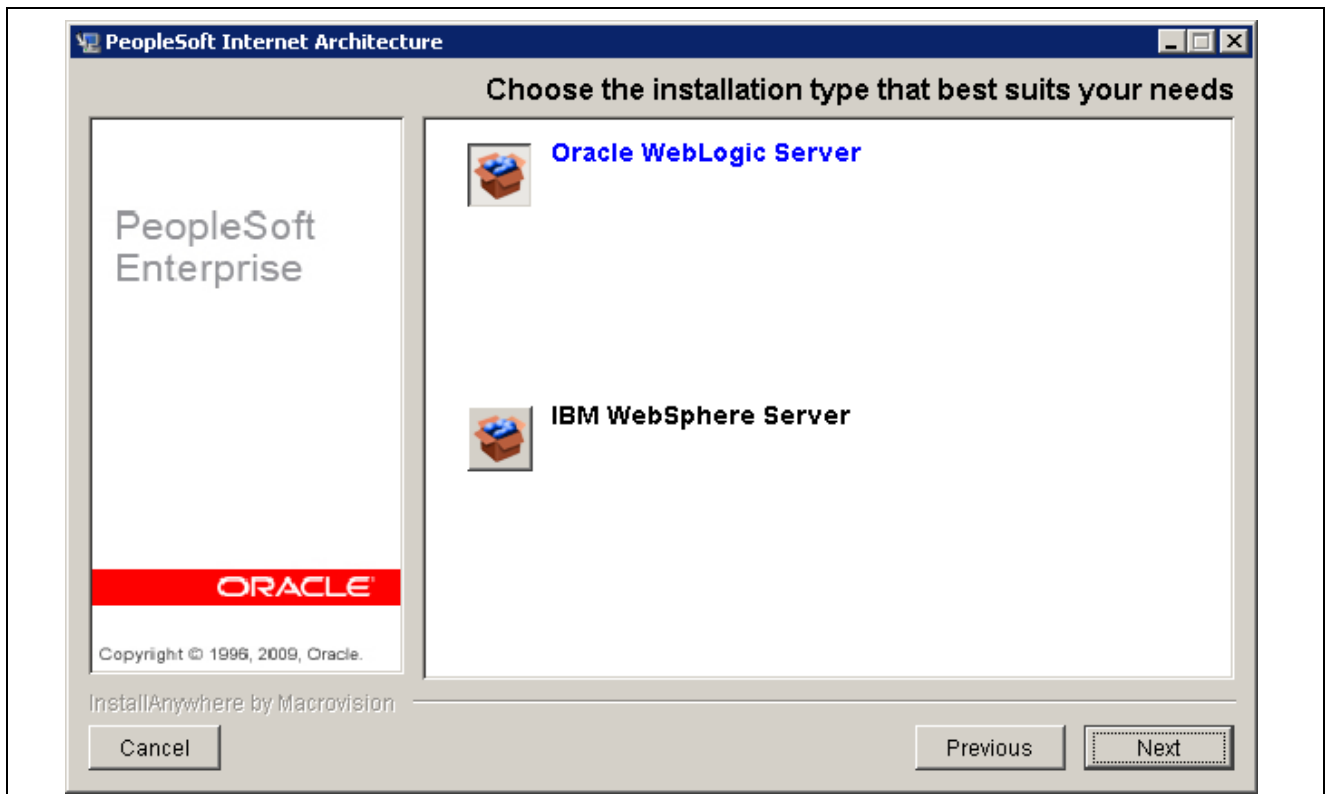 PeopleSoft Internet Architecture
Choose the installation type that best suits your needs
PeopleSoft
Enterprise
ORACLE
Copyright © 1996, 2009, Oracle.
Oracle WebLogic Server
IBM WebSphere Server
InstallAnywhere by Macrovision
Cancel
Previous
Next